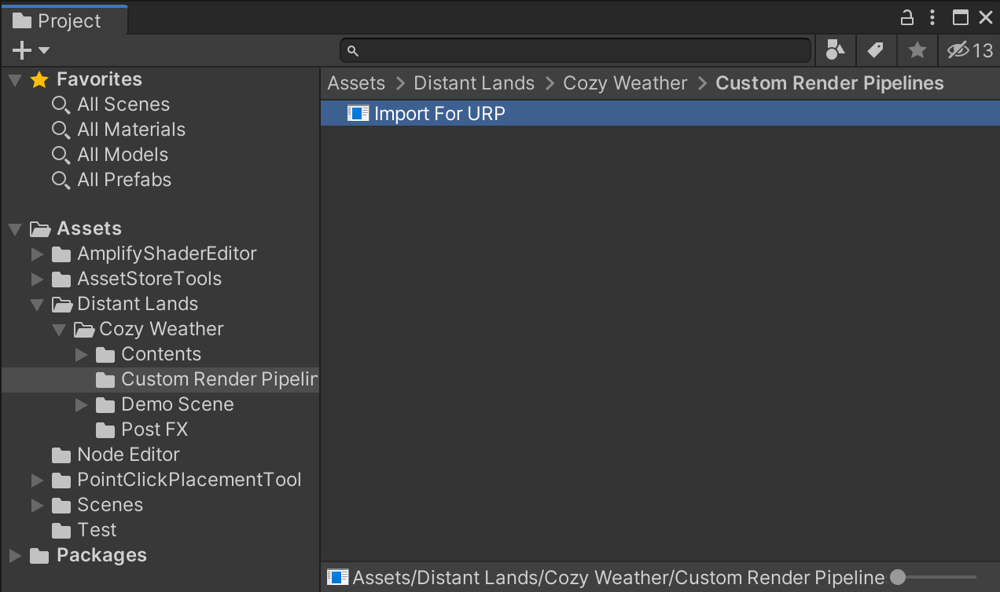 Project
13
Favorites
All Scenes
All Materials
All Models
All Prefabs
Assets
AmplifyShaderEditor
AssetStoreTools
Distant Lands
Cozy Weather
Contents
Custom Render Pipelin
Demo Scene
Post FX
Node Editor
PointClickPlacementTool
Scenes
Test
Packages
Assets > Distant Lands > Cozy Weather > Custom Render Pipelines
Import For URP
Assets/Distant Lands/Cozy Weather/Custom Render Pipeline